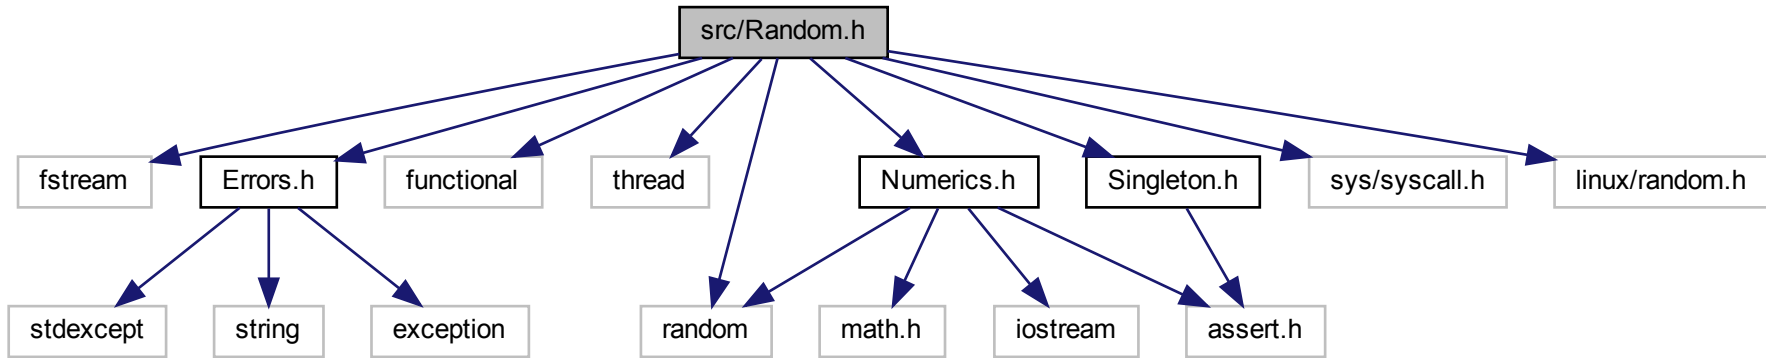 src/Random.h
fstream
Errors.h
functional
thread
Numerics.h
Singleton.h
sys/syscall.h
linux/random.h
stdexcept
string
exception
random
math.h
iostream
assert.h